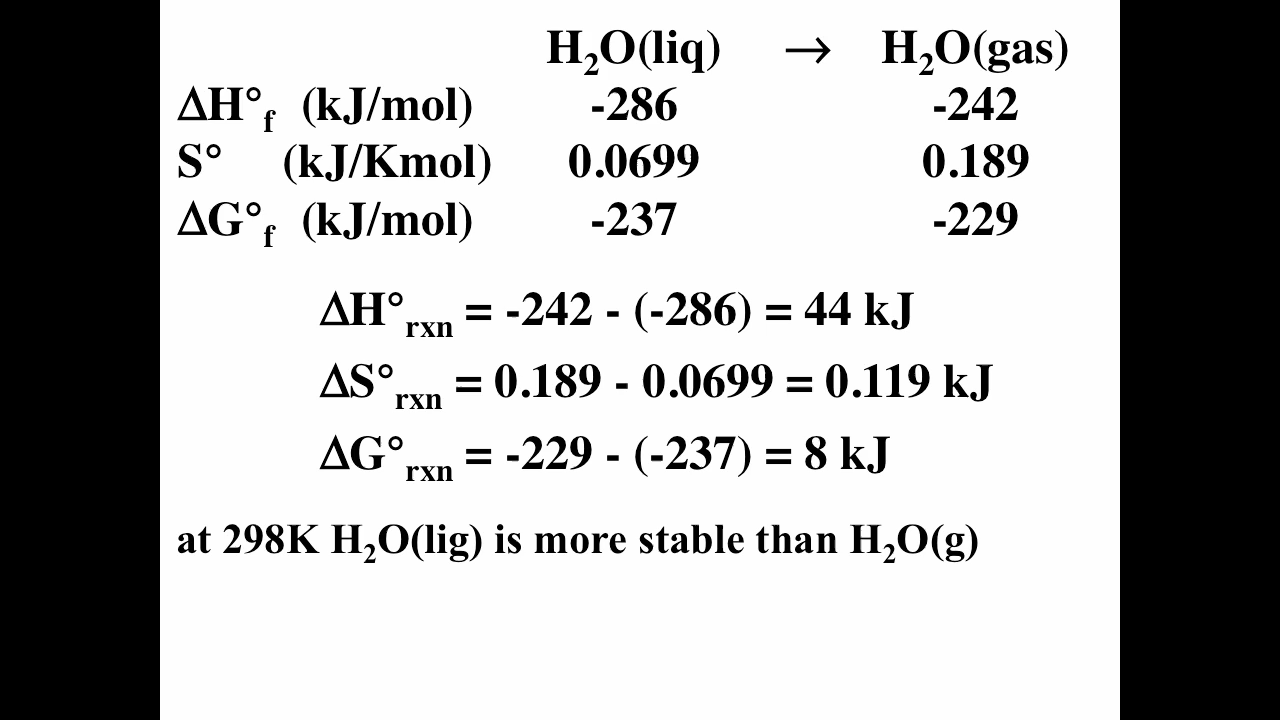 H₂O(liq) → H₂O(gas)
ΔH°f (kJ/mol) -286 -242
S° (kJ/Kmol) 0.0699 0.189
ΔG°f (kJ/mol) -237 -229
ΔH°rxn = -242 - (-286) = 44 kJ
ΔS°rxn = 0.189 - 0.0699 = 0.119 kJ
ΔG°rxn = -229 - (-237) = 8 kJ
at 298K H₂O(lig) is more stable than H₂O(g)